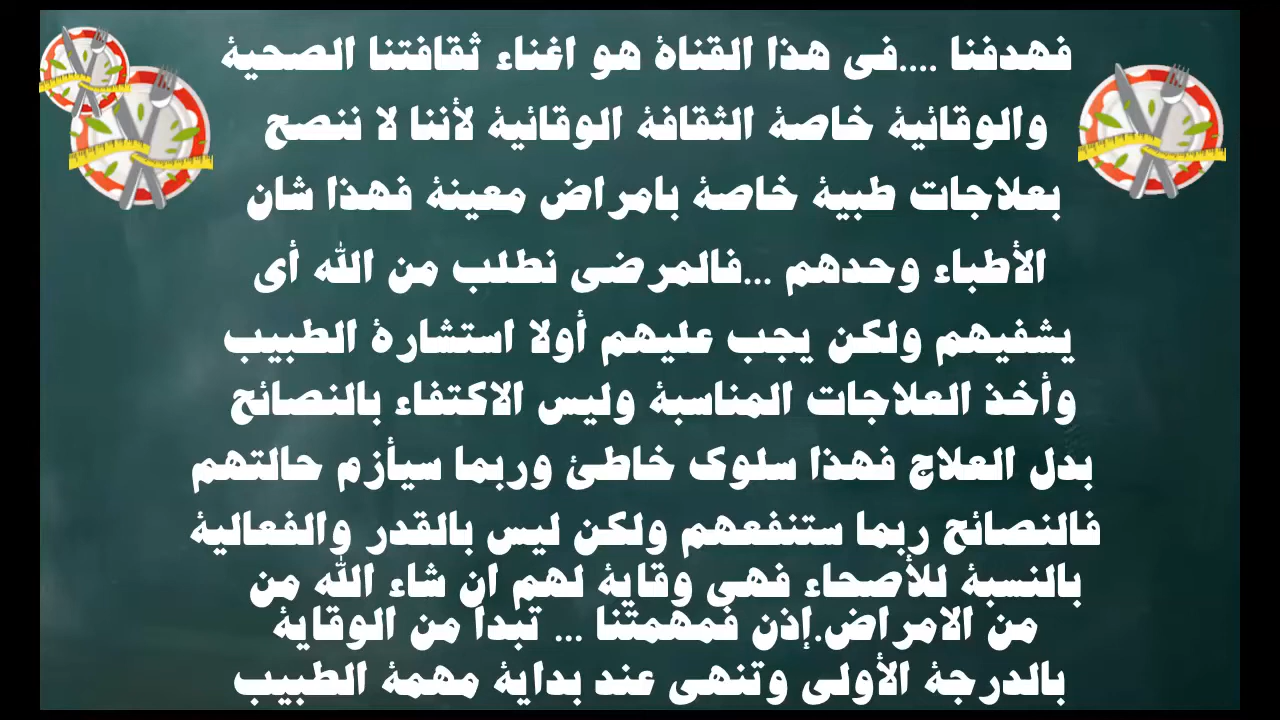 فهدفنا ....فى هذا القناة هو اغناء ثقافتنا الصحية
والوقائية خاصة الثقافة الوقائية لأننا لا ننصح
بعلاجات طبية خاصة بامراض معينة فهذا شان
الأطباء وحدهم ...فالمرضى نطلب من الله أى
يشفيهم ولكن يجب عليهم أولا استشارة الطبيب
وأخذ العلاجات المناسبة وليس الاكتفاء بالنصائح
بدل العلاج فهذا سلوك خاطئ وربما سيأزم حالتهم
فالنصائح ربما ستنفعهم ولكن ليس بالقدر والفعالية
بالنسبة للأصحاء فهى وقاية لهم ان شاء الله من
من الامراض.إذن فمهمتنا ... تبدا من الوقاية
بالدرجة الأولى وتنهى عند بداية مهمة الطبيب